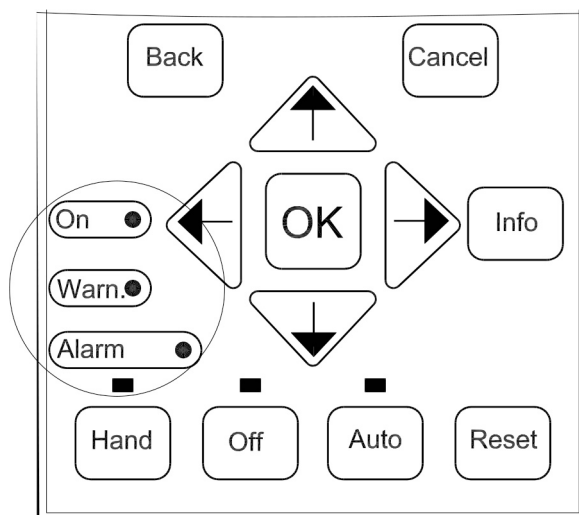 Back
Cancel
On
OK
Info
Warn.
Alarm
Hand
Off
Auto
Reset